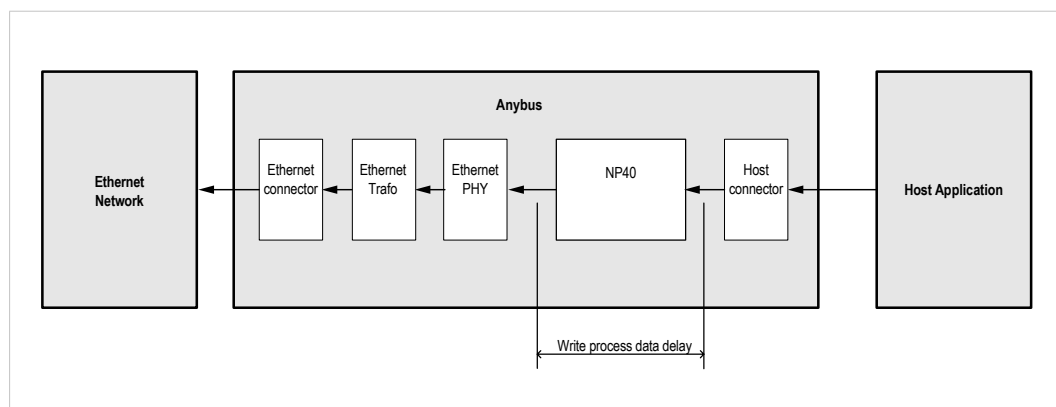 Anybus
Ethernet
Network
Ethernet
connector
Ethernet
Trafo
Ethernet
PHY
NP40
Host
connector
Host Application
Write process data delay